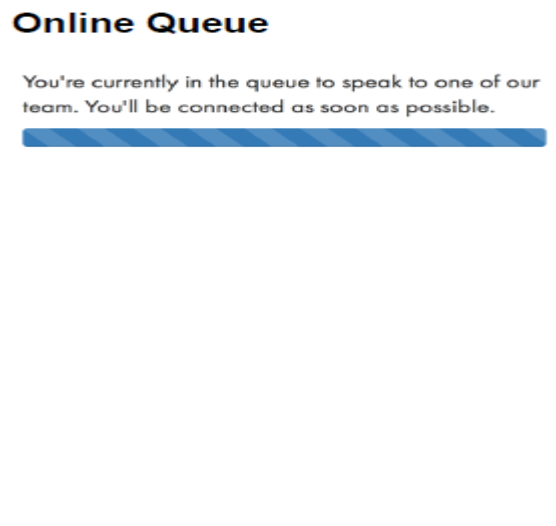 Online Queue
You're currently in the queue to speak to one of our
team. You'll be connected as soon as possible.